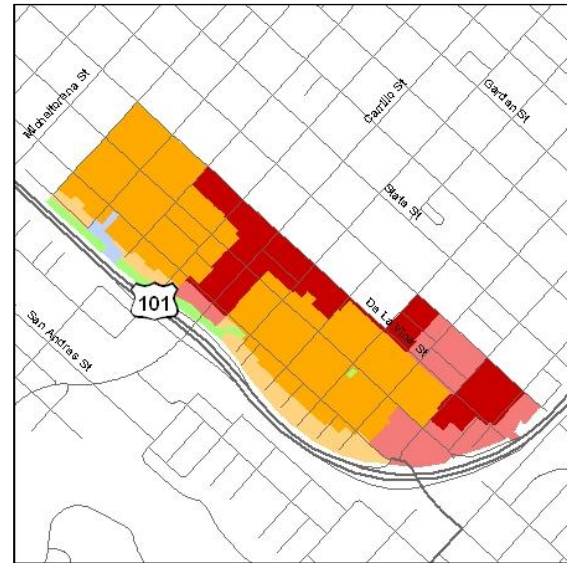 Micheltorena St
Carrillo St
Garden St
State St
De La Vina St
101
San Andres St